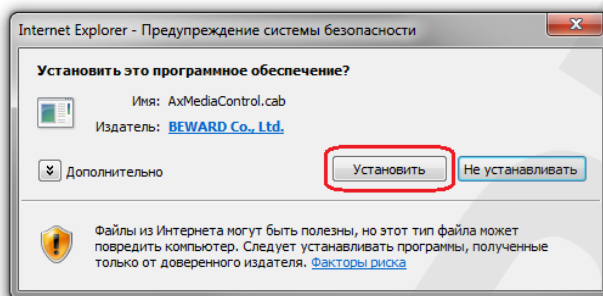 Internet Explorer - Предупреждение системы безопасности
Установить это программное обеспечение?
Имя: AxMediaControl.cab
Издатель: BEWARD Co., Ltd.
Дополнительно
Установить
Не устанавливать
Файлы из Интернета могут быть полезны, но этот тип файла может
повредить компьютер. Следует устанавливать программы, полученные
только от доверенного издателя. Факторы риска